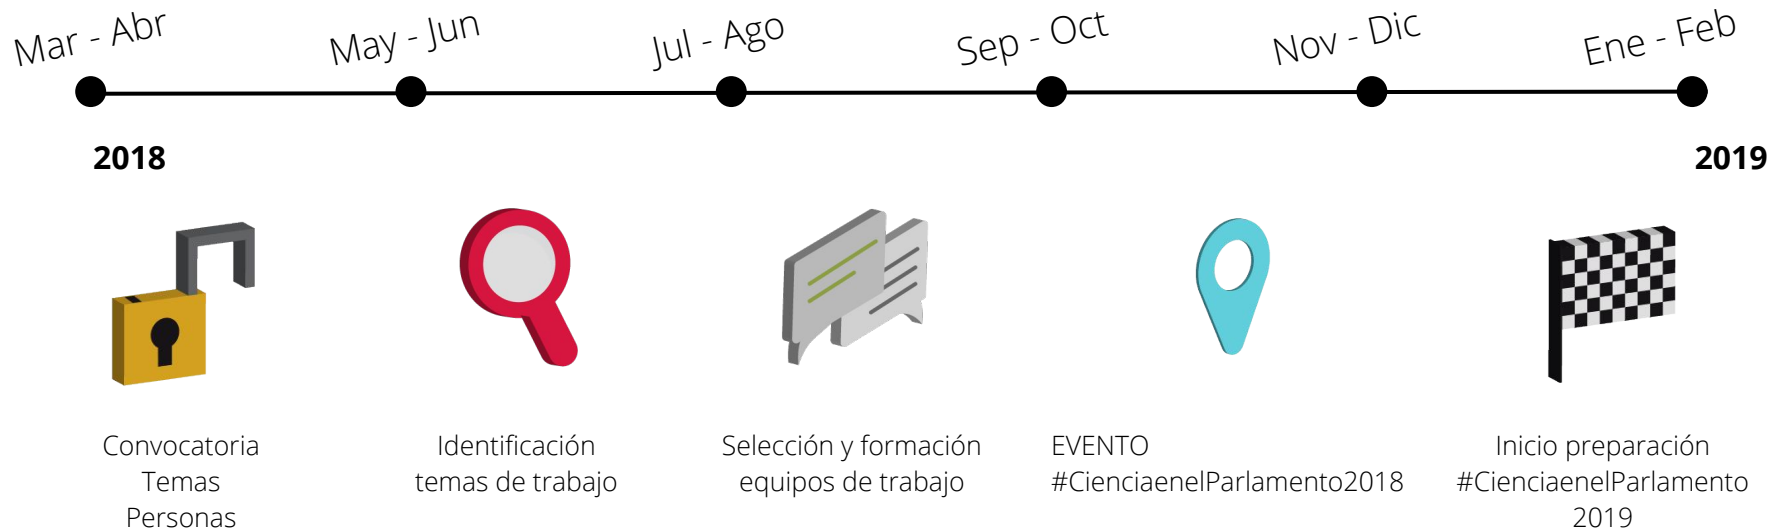 Mar - Abr
May - Jun
Jul - Ago
Sep - Oct
Nov - Dic
Ene - Feb
2018
2019
Convocatoria
Temas
Personas
Identificación
temas de trabajo
Selección y formación
equipos de trabajo
EVENTO
#CienciaenelParlamento2018
Inicio preparación
#CienciaenelParlamento
2019